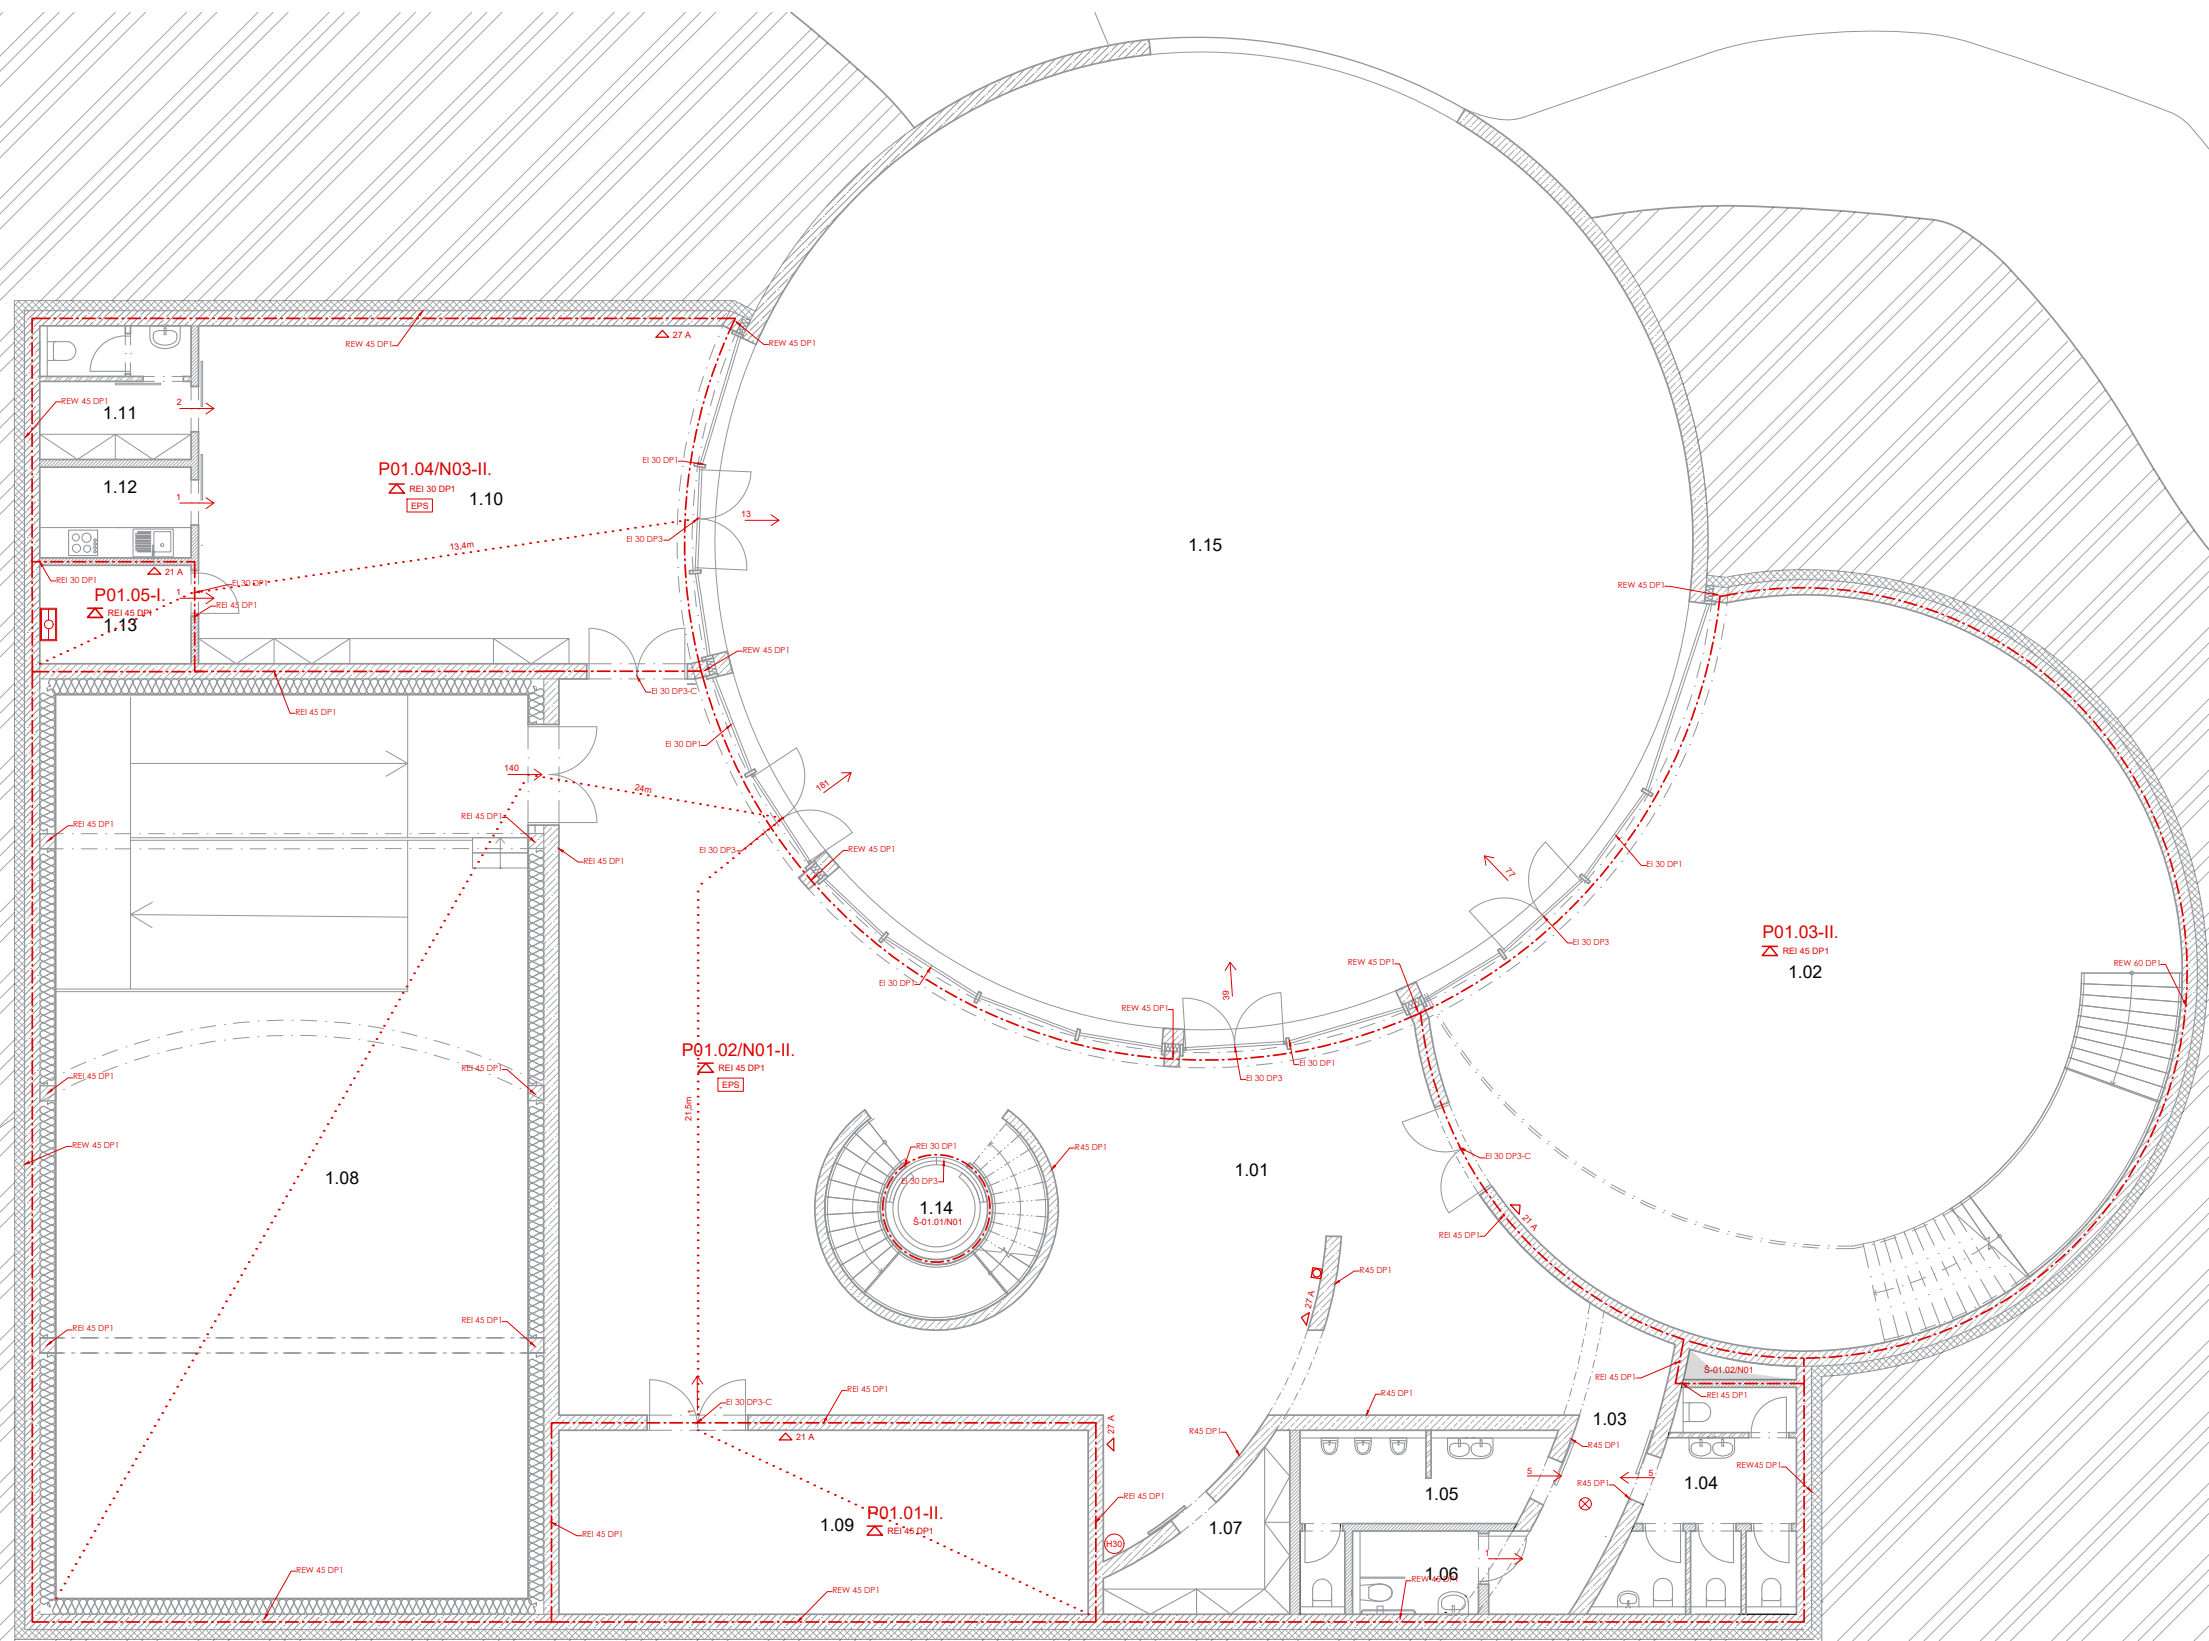 27 A
REW 45 DP1
REW 45 DP1
REW 45 DP1
1.11
2
P01.04/N03-II.
REI 30 DP1
EPS
1.10
EI 30 DP1
1.12
1
13
EI 30 DP3
13.4m
1.15
21 A
REI 30 DP1
EI 30 DP1
P01.05-I.
1
REI 45 DP1
REI 45 DP1
1.13
REW 45 DP1
REW 45 DP1
EI 30 DP3-C
REI 45 DP1
EI 30 DP1
140
24m
181
REI 45 DP1
REI 45 DP1
REI 45 DP1
EI 30 DP3
REW 45 DP1
EI 30 DP1
77
P01.03-II.
REI 45 DP1
1.02
EI 30 DP3
REW 45 DP1
REW 60 DP1
EI 30 DP1
39
REW 45 DP1
P01.02/N01-II.
REI 45 DP1
EPS
EI 30 DP1
EI 30 DP3
REI 45 DP1
REI 45 DP1
21,5m
REW 45 DP1
1.08
REI 30 DP1
R45 DP1
1.01
EI 30 DP3-C
EI 30 DP3
1.14
Š-01.01/N01
21 A
REI 45 DP1
R45 DP1
27 A
REI 45 DP1
REI 45 DP1
REI 45 DP1
Š-01.02/N01
REI 45 DP1
REI 45 DP1
R45 DP1
EI 30 DP3-C
1
21 A
27 A
1.03
R45 DP1
R45 DP1
REW45 DP1
5
5
R45 DP1
1.04
1.05
REI 45 DP1
P01.01-II.
REI 45 DP1
1.09
REI 45 DP1
1.07
H30
1.06
REW 45 DP1
REW 45 DP1
REW 45 DP1